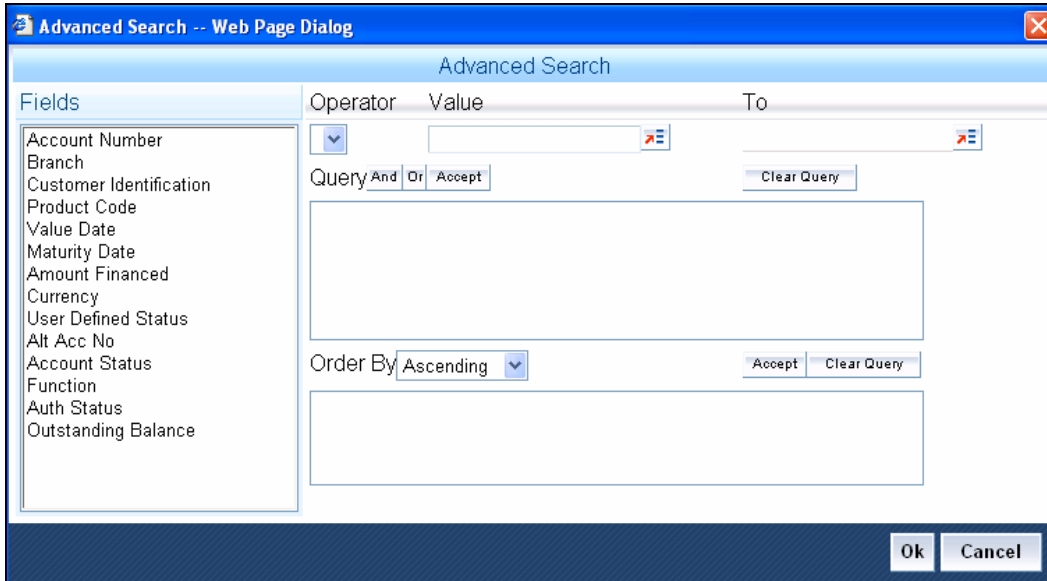 Advanced Search -- Web Page Dialog
Advanced Search
Fields
Operator Value To
Account Number
Branch
Customer Identification
Product Code
Value Date
Maturity Date
Amount Financed
Currency
User Defined Status
Alt Acc No
Account Status
Function
Auth Status
Outstanding Balance
Query And Or Accept Clear Query
Order By Ascending Accept Clear Query
Ok Cancel